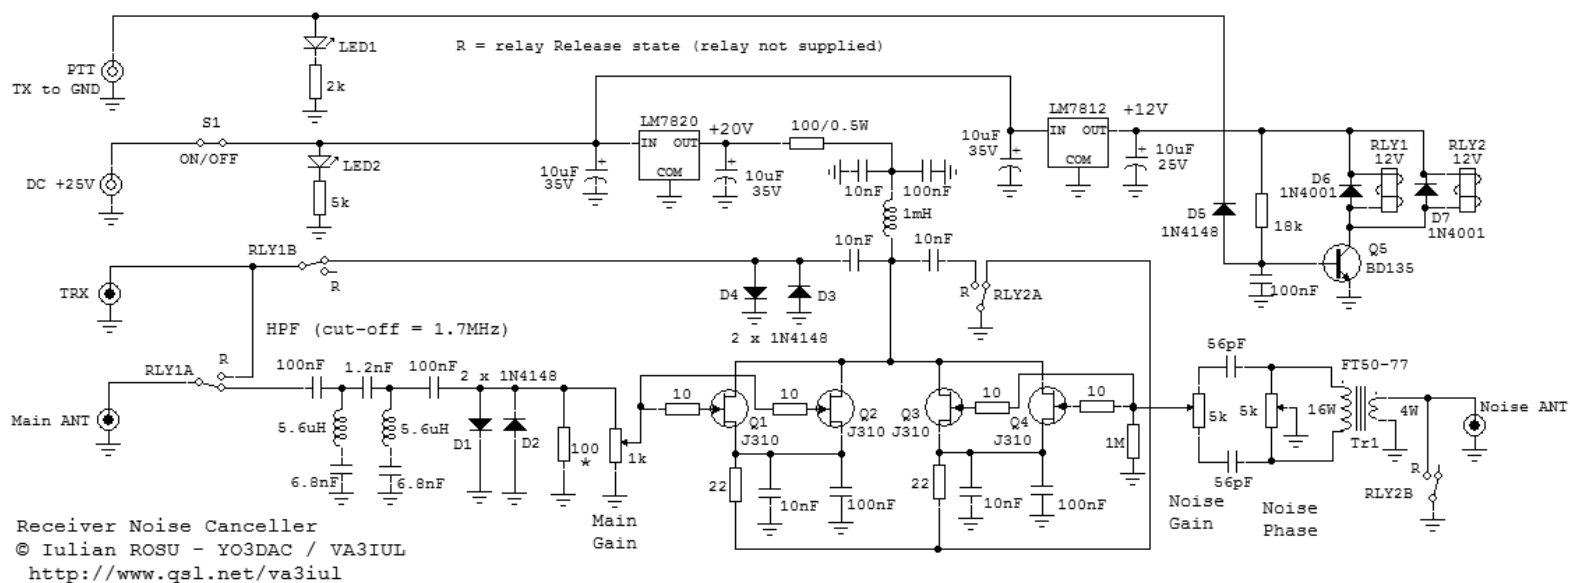 R = relay Release state (relay not supplied)
PTT
TX to GND
LED1
2k
S1
ON/OFF
LED2
5k
DC +25V
LM7820
IN OUT
COM
+20V
10uF
35V
10uF
35V
100/0.5W
10nF
100nF
1mH
LM7812
IN OUT
COM
+12V
10uF
35V
10uF
25V
RLY1
12V
RLY2
12V
D6
1N4001
D7
1N4001
D5
1N4148
18k
Q5
BD135
100nF
RLY1B
R
TRX
10nF
10nF
D4
D3
2 x 1N4148
R
RLY2A
HPF (cut-off = 1.7MHz)
RLY1A
R
Main ANT
100nF
1.2nF
100nF
2 x 1N4148
5.6uH
5.6uH
6.8nF
6.8nF
D1
D2
100
*
1k
Main
Gain
10
Q1
J310
10
Q2
J310
Q3
J310
10
Q4
J310
10
1M
22
10nF
100nF
22
10nF
100nF
56pF
5k
56pF
5k
Noise
Gain
Noise
Phase
FT50-77
16W
4W
Tr1
Noise ANT
R
RLY2B
Receiver Noise Canceller
© Iulian ROSU - YO3DAC / VA3IUL
http://www.qsl.net/va3iul